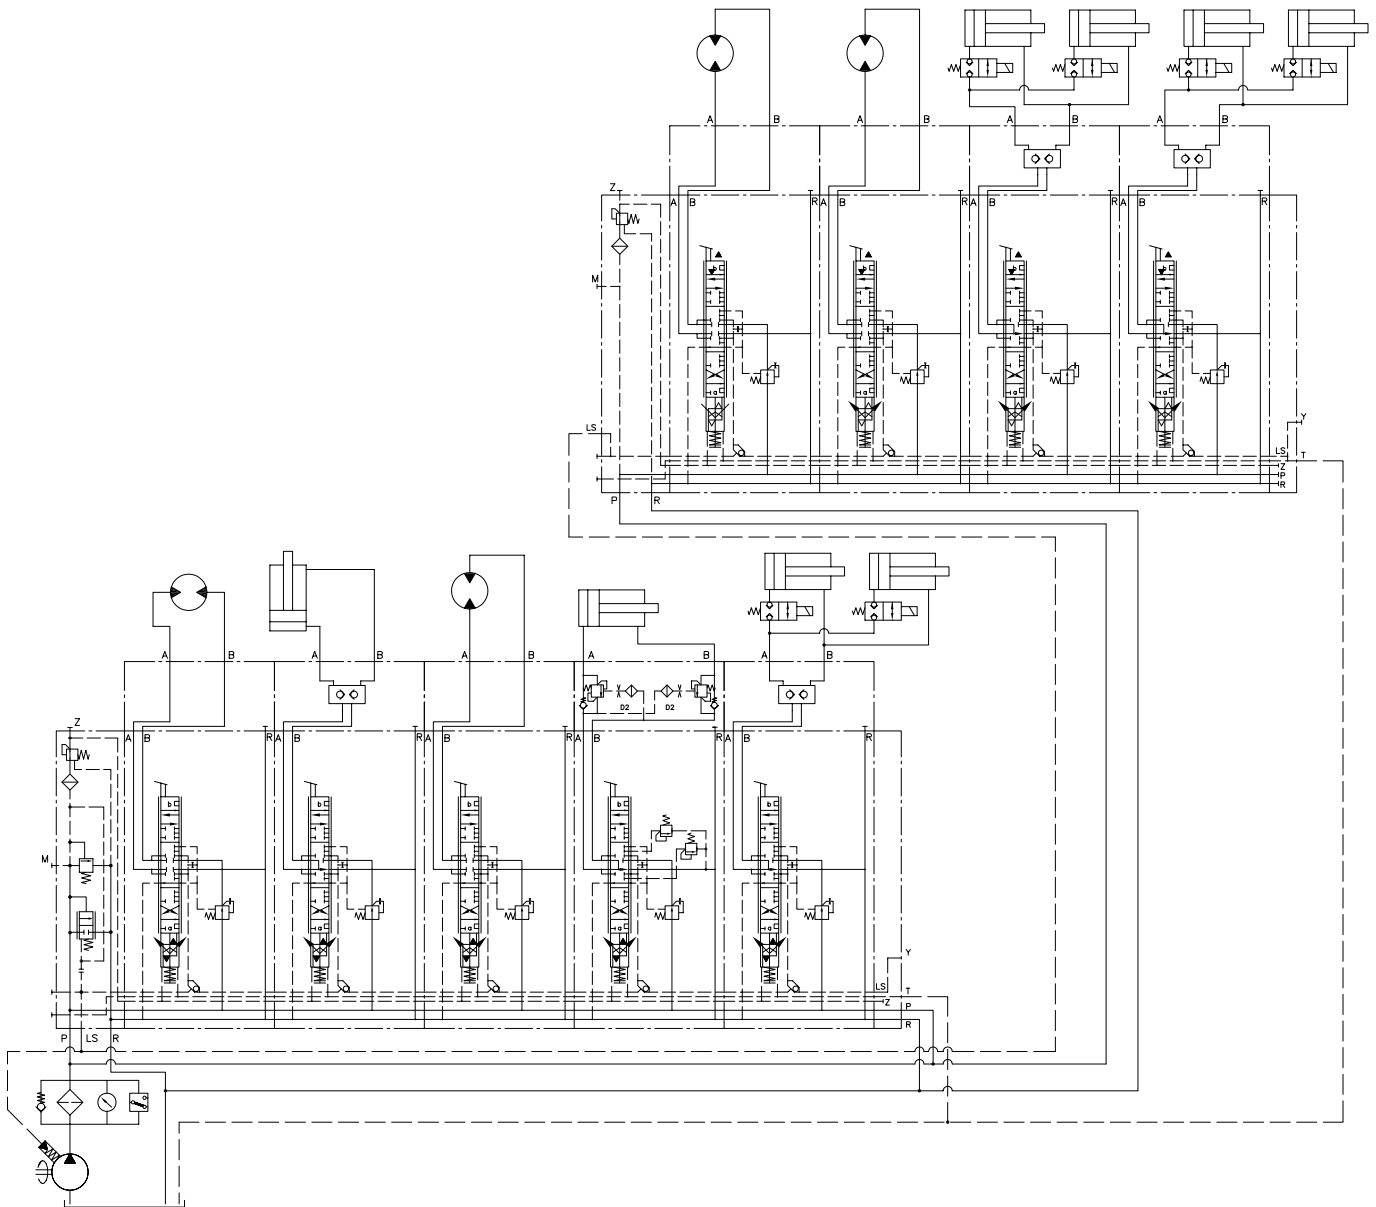 A B A B A B A B
Z
A B R A B R A B R A B R
M
b b b b
a a a a
LS
Y
LS T
Z
P
R
P R
A B A B A B A B A B
D2 D2
Z
A B R A B R A B R A B R A B R
b b b b b
M
a a a a a
Y
LS T
Z
P
R
P LS R